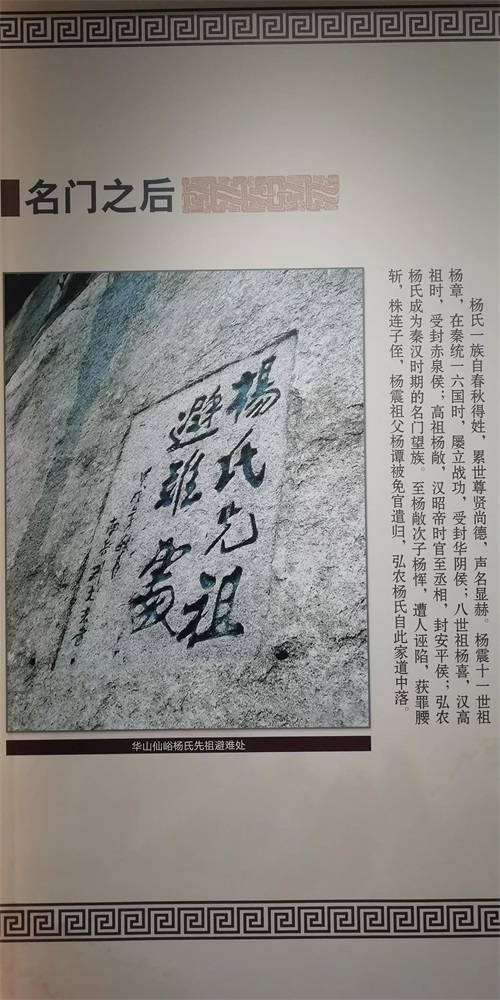 名门之后
杨氏一族自春秋得姓，累世尊贤尚德，声名显赫。杨震十一世祖
杨章，在秦统一六国时，屡立战功，受封华阴侯；八世祖杨喜，汉高
祖时，受封赤泉侯；高祖杨敞，汉昭帝时官至丞相，封安平侯；弘农
杨氏成为秦汉时期的名门望族。至杨敞次子杨恽，遭人诬陷，获罪腰
斩，株连子侄，杨震祖父杨谭被免官遣归，弘农杨氏自此家道中落。
楊氏先祖
避难處
华山仙峪杨氏先祖避难处